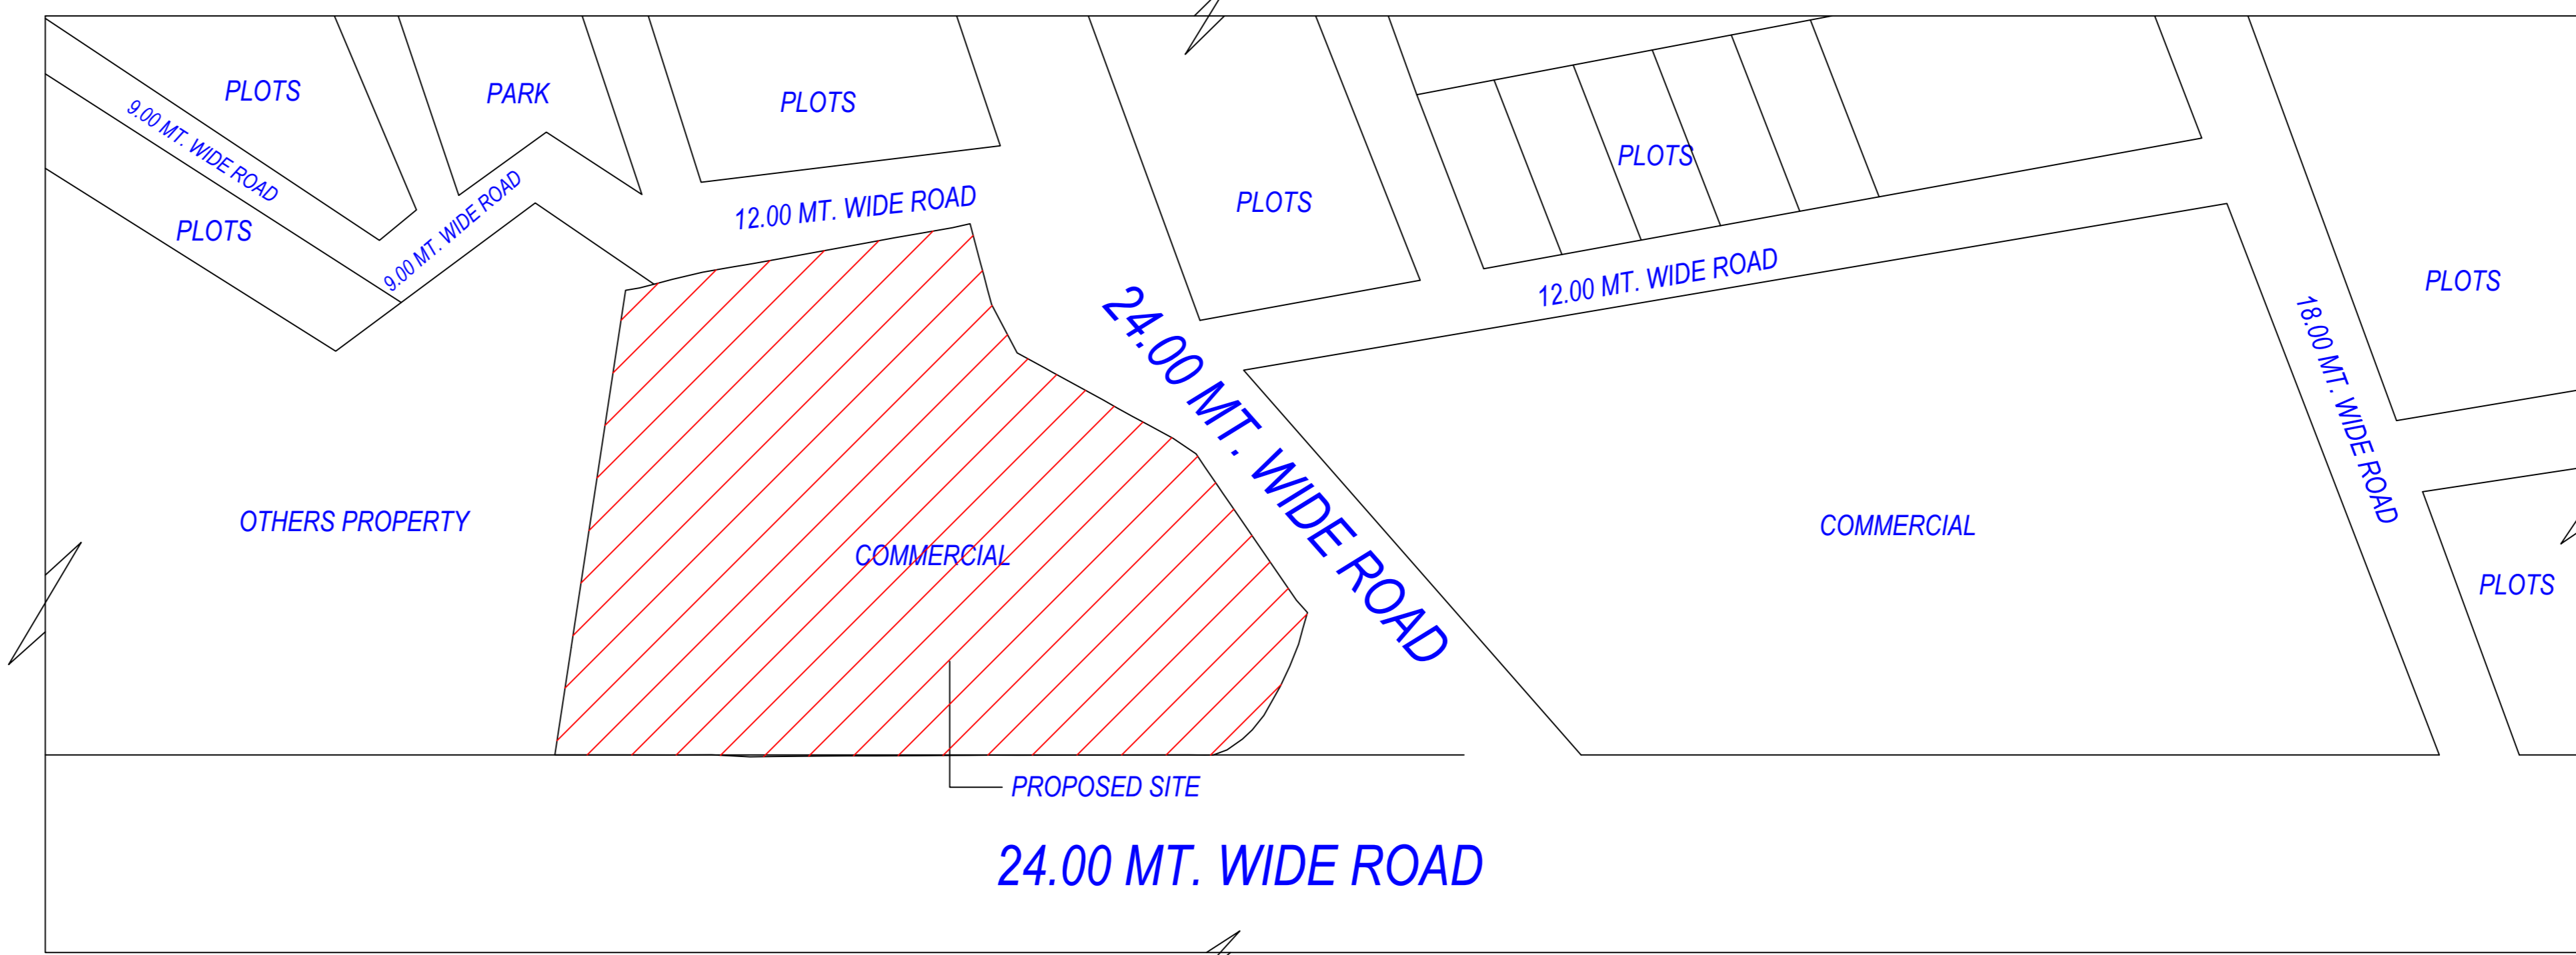 PLOTS
PARK
PLOTS
9.00 MT. WIDE ROAD
PLOTS
9.00 MT. WIDE ROAD
12.00 MT. WIDE ROAD
PLOTS
PLOTS
12.00 MT. WIDE ROAD
PLOTS
18.00 MT. WIDE ROAD
24.00 MT. WIDE ROAD
OTHERS PROPERTY
COMMERCIAL
COMMERCIAL
PLOTS
PROPOSED SITE
24.00 MT. WIDE ROAD